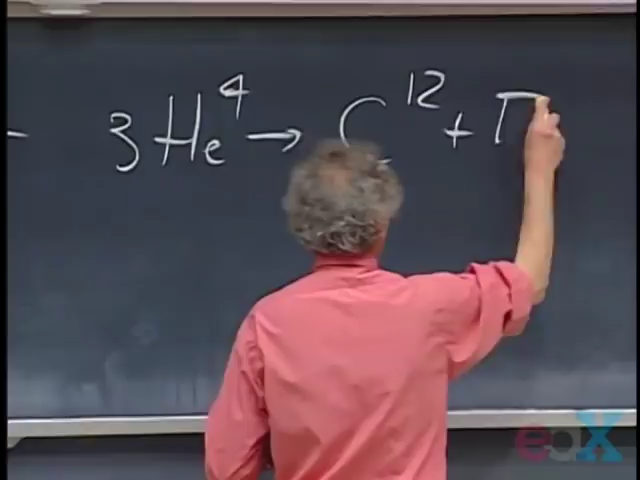 3He⁴ → C¹² + Γ
edX